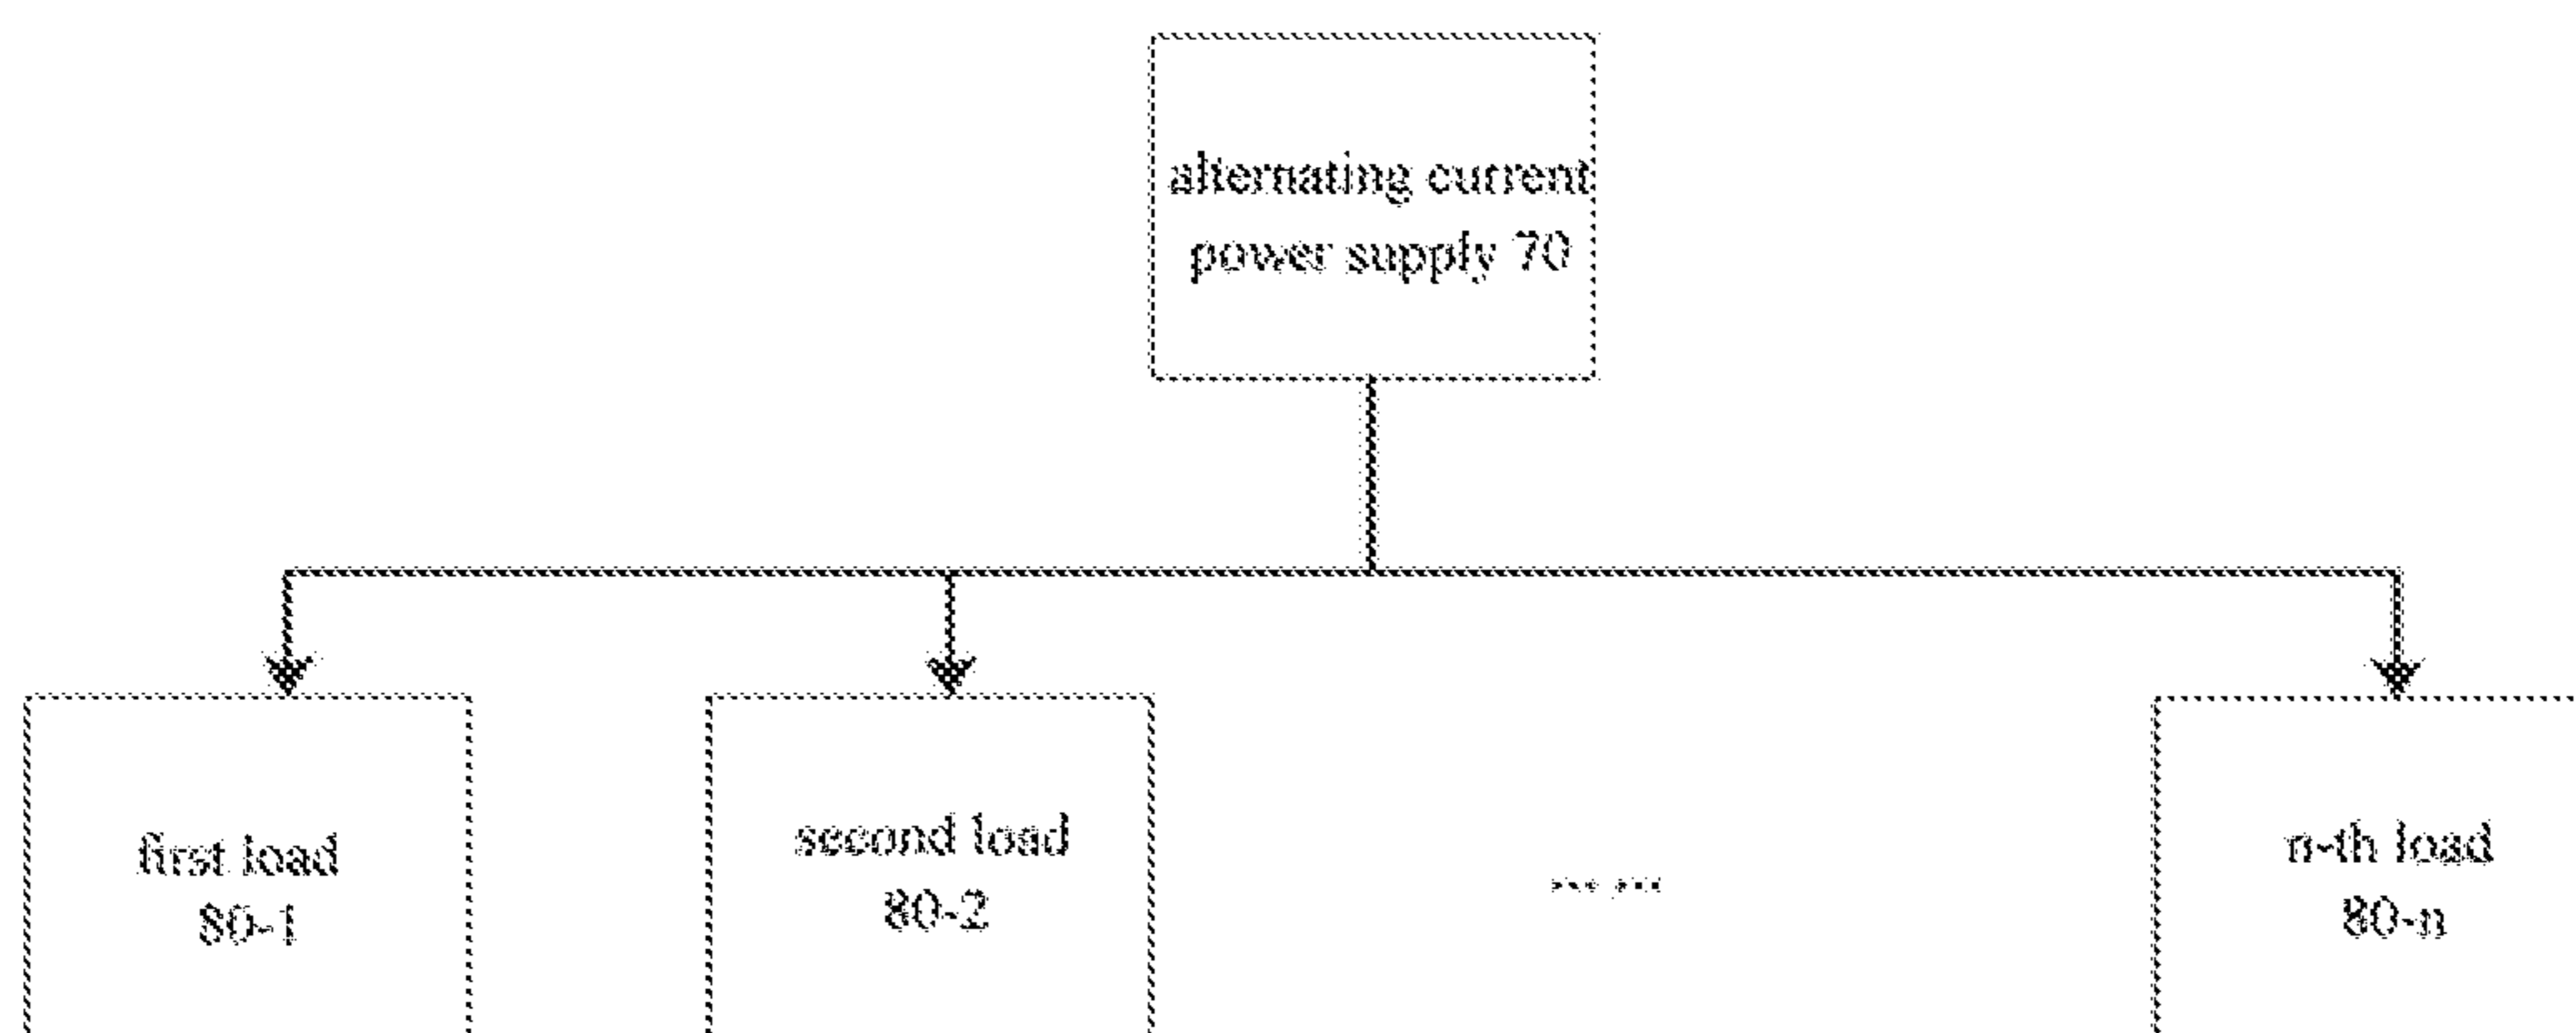 alternating current
power supply 70
first load
80-1
second load
80-2
... ...
n-th load
80-n